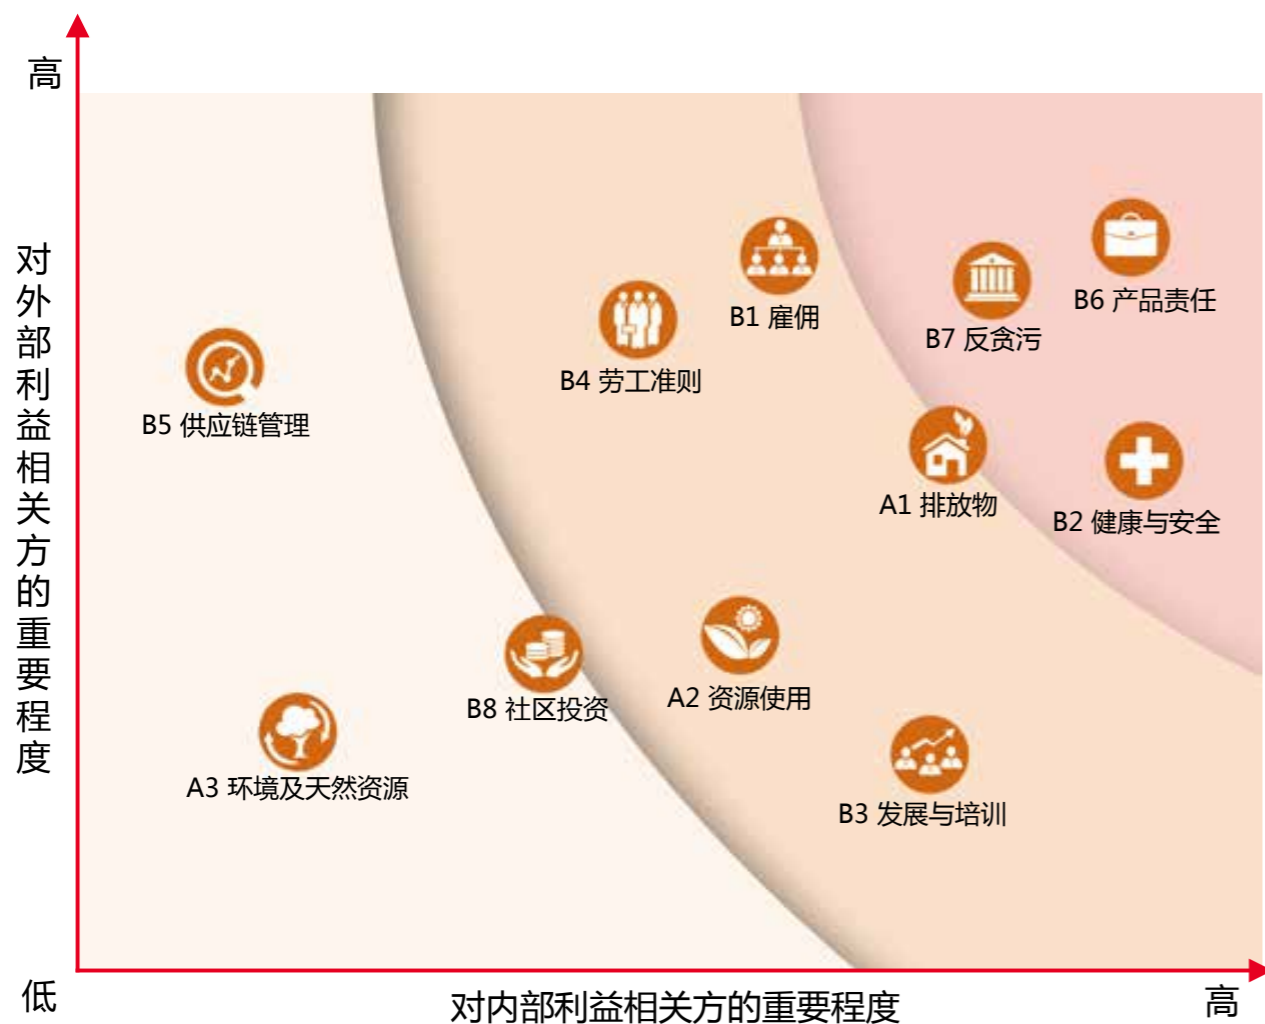 高
对外部利益相关方的重要程度
B6 产品责任
B1 雇佣
B7 反贪污
B4 劳工准则
B5 供应链管理
A1 排放物
B2 健康与安全
A2 资源使用
B8 社区投资
A3 环境及天然资源
B3 发展与培训
低
对内部利益相关方的重要程度
高